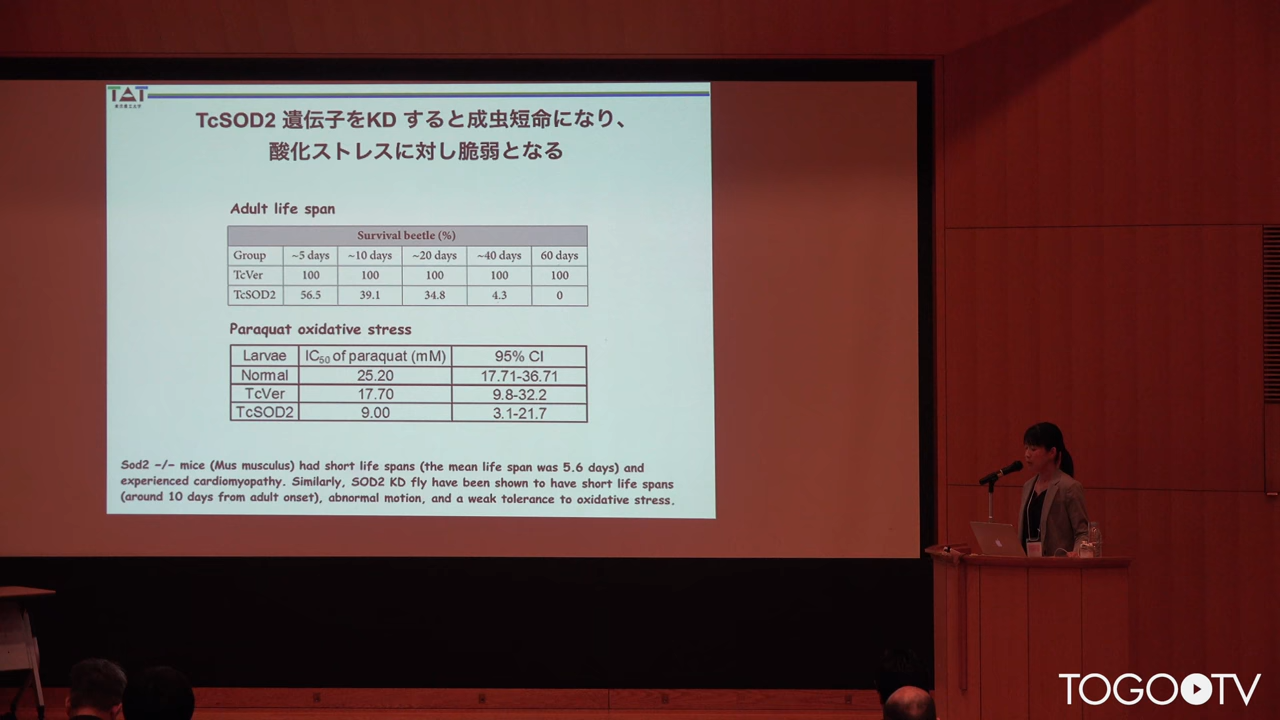 TAT
TcSOD2 遺伝子をKD すると成虫短命になり、
酸化ストレスに対し脆弱となる
Adult life span
Survival beetle (%)
Group ~5 days ~10 days ~20 days ~40 days 60 days
TcVer 100 100 100 100 100
TcSOD2 56.5 39.1 34.8 4.3 0
Paraquat oxidative stress
Larvae IC50 of paraquat (mM) 95% CI
Normal 25.20 17.71-36.71
TcVer 17.70 9.8-32.2
TcSOD2 9.00 3.1-21.7
Sod2 −/− mice (Mus musculus) had short life spans (the mean life span was 5.6 days) and
experienced cardiomyopathy. Similarly, SOD2 KD fly have been shown to have short life spans
(around 10 days from adult onset), abnormal motion, and a weak tolerance to oxidative stress.
TOGOTV